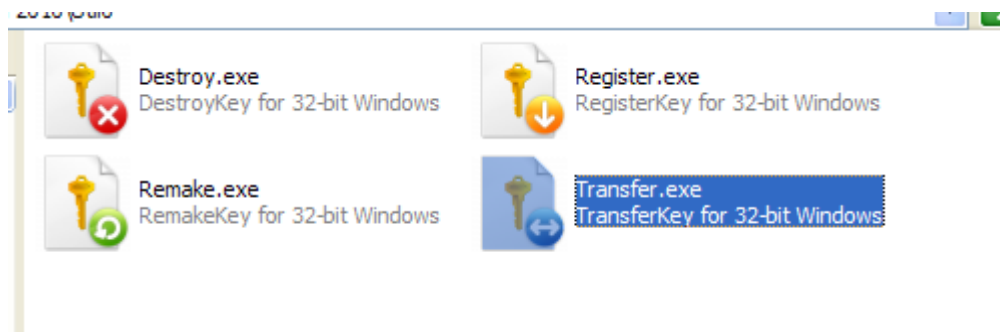 Destroy.exe
DestroyKey for 32-bit Windows
Register.exe
RegisterKey for 32-bit Windows
Remake.exe
RemakeKey for 32-bit Windows
Transfer.exe
TransferKey for 32-bit Windows